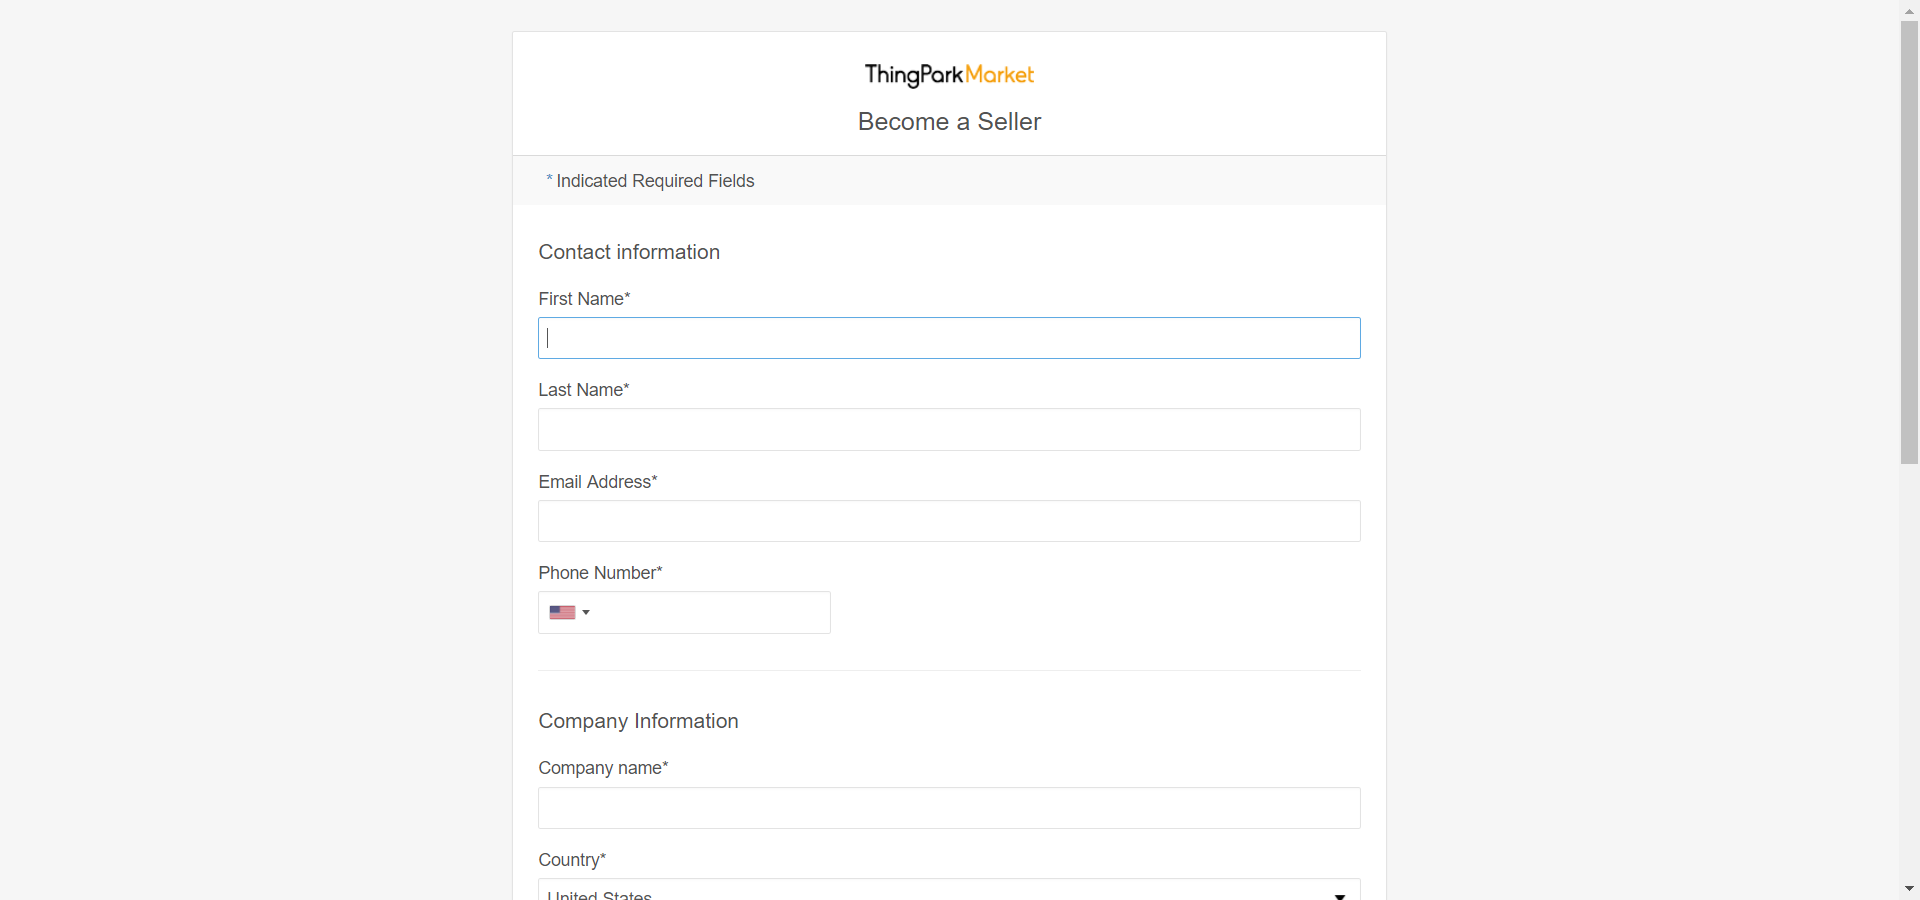 ThingParkMarket
Become a Seller
* Indicated Required Fields
Contact information
First Name*
Last Name*
Email Address*
Phone Number*
Company Information
Company name*
Country*
United States